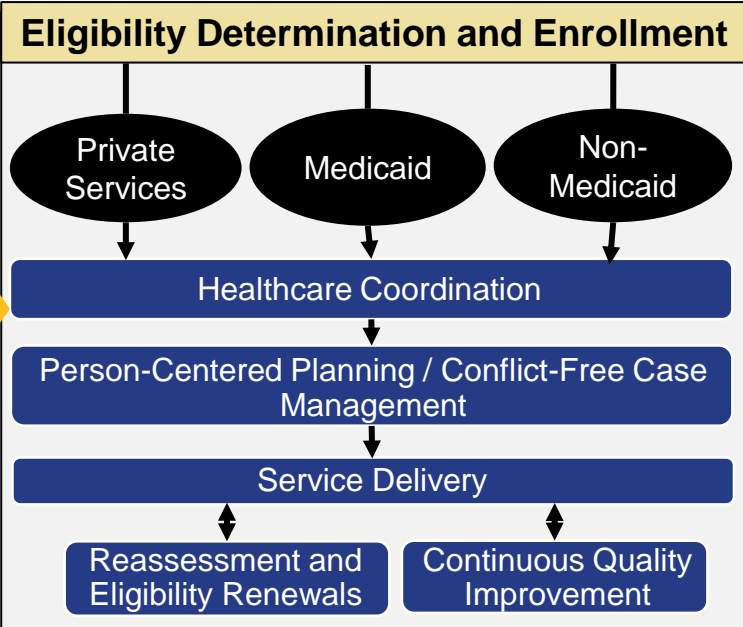 Eligibility Determination and Enrollment
Private
Services
Medicaid
Non-
Medicaid
Healthcare Coordination
Person-Centered Planning / Conflict-Free Case
Management
Service Delivery
Reassessment and
Eligibility Renewals
Continuous Quality
Improvement